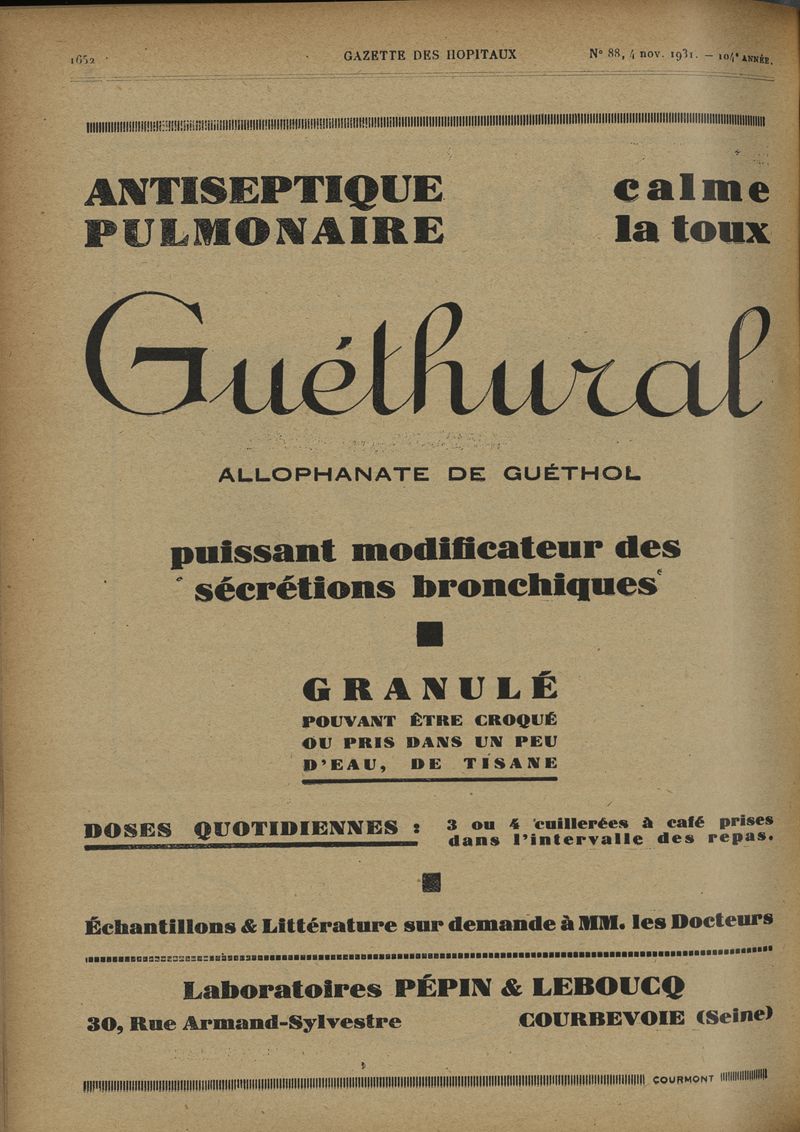 1652 GAZETTE DES HOPITAUX N° 88, 4 nov. 1931. — 104e ANNÉE.
ANTISEPTIQUE calme
PULMONAIRE la toux
Guéthural
ALLOPHANATE DE GUÉTHOL
puissant modificateur des
sécrétions bronchiques
GRANULÉ
POUVANT ÊTRE CROQUÉ
OU PRIS DANS UN PEU
D'EAU, DE TISANE
DOSES QUOTIDIENNES : 3 ou 4 cuillerées à café prises
dans l'intervalle des repas.
Échantillons & Littérature sur demande à MM. les Docteurs
Laboratoires PÉPIN & LEBOUCQ
30, Rue Armand-Sylvestre COURBEVOIE (Seine)
COURMONT